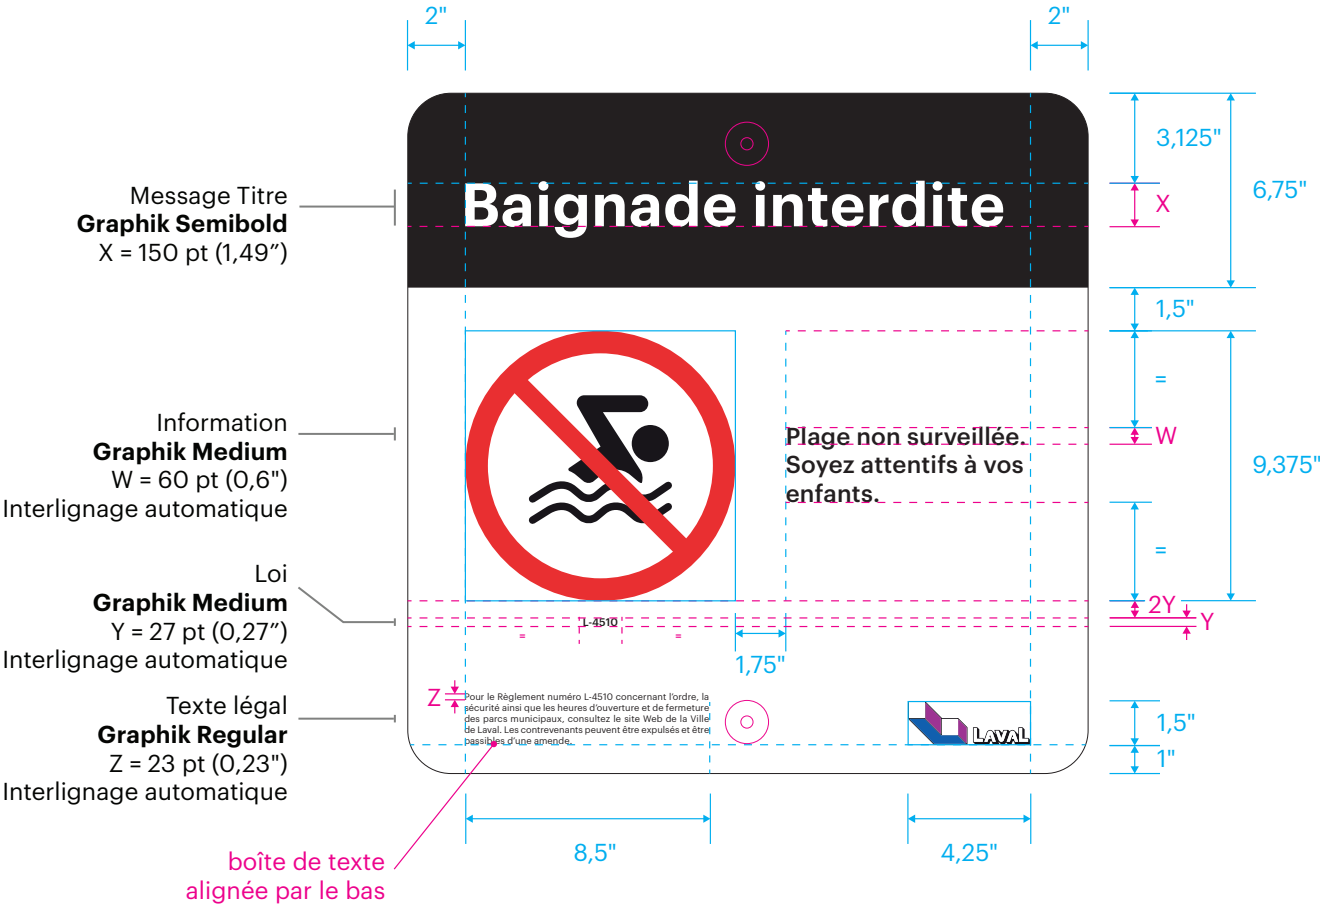 2"
2"
3,125"
6,75"
Message Titre
Graphik Semibold
X = 150 pt (1,49″)
Baignade interdite
X
1,5"
=
Information
Graphik Medium
W = 60 pt (0,6")
Interlignage automatique
Plage non surveillée.
Soyez attentifs à vos
enfants.
W
9,375"
=
Loi
Graphik Medium
Y = 27 pt (0,27″)
Interlignage automatique
= L-4510 =
2Y
Y
1,75"
Texte légal
Graphik Regular
Z = 23 pt (0,23")
Interlignage automatique
Z
Pour le Règlement numéro L-4510 concernant l'ordre, la
sécurité ainsi que les heures d'ouverture et de fermeture
des parcs municipaux, consultez le site Web de la Ville
de Laval. Les contrevenants peuvent être expulsés et être
passibles d'une amende.
LAVAL
1,5"
1"
8,5"
4,25"
boîte de texte
alignée par le bas